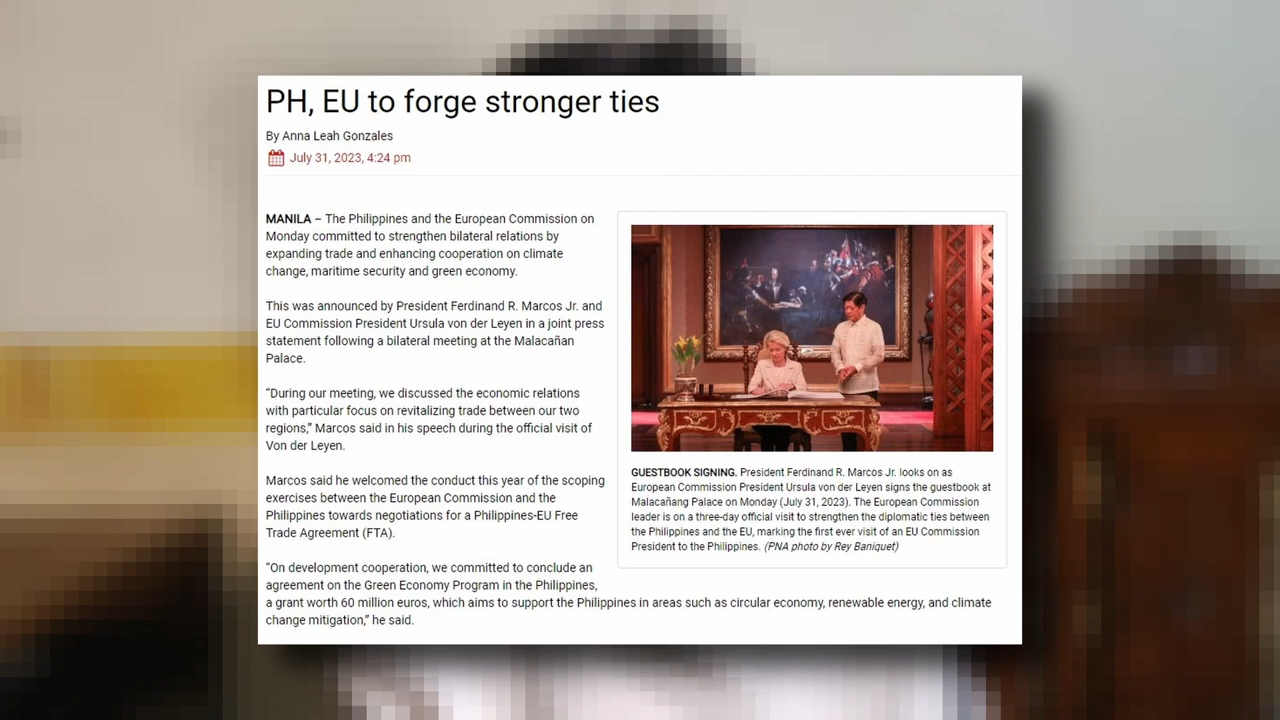 PH, EU to forge stronger ties
By Anna Leah Gonzales
July 31, 2023, 4:24 pm
MANILA – The Philippines and the European Commission on
Monday committed to strengthen bilateral relations by
expanding trade and enhancing cooperation on climate
change, maritime security and green economy.
This was announced by President Ferdinand R. Marcos Jr. and
EU Commission President Ursula von der Leyen in a joint press
statement following a bilateral meeting at the Malacañan
Palace.
“During our meeting, we discussed the economic relations
with particular focus on revitalizing trade between our two
regions,” Marcos said in his speech during the official visit of
Von der Leyen.
Marcos said he welcomed the conduct this year of the scoping
exercises between the European Commission and the
Philippines towards negotiations for a Philippines-EU Free
Trade Agreement (FTA).
“On development cooperation, we committed to conclude an
agreement on the Green Economy Program in the Philippines,
a grant worth 60 million euros, which aims to support the Philippines in areas such as circular economy, renewable energy, and climate
change mitigation,” he said.
GUESTBOOK SIGNING. President Ferdinand R. Marcos Jr. looks on as
European Commission President Ursula von der Leyen signs the guestbook at
Malacañang Palace on Monday (July 31, 2023). The European Commission
leader is on a three-day official visit to strengthen the diplomatic ties between
the Philippines and the EU, marking the first ever visit of an EU Commission
President to the Philippines. (PNA photo by Rey Baniquet)